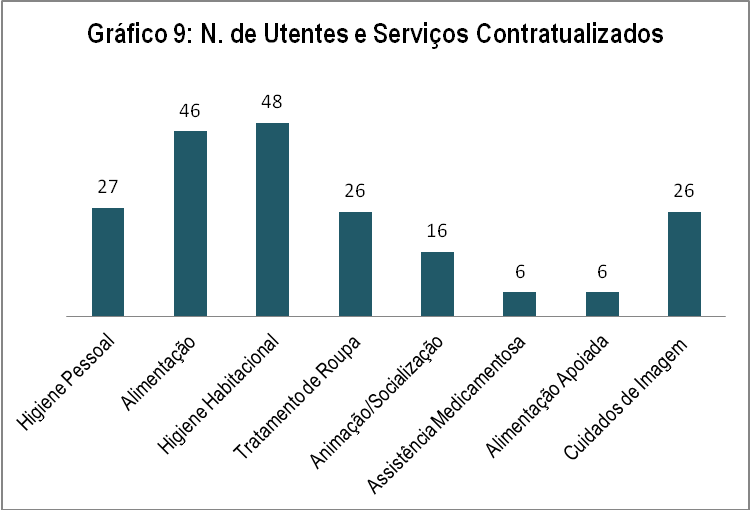 Gráfico 9: N. de Utentes e Serviços Contratualizados
27
46
48
26
16
6
6
26
Higiene Pessoal
Alimentação
Higiene Habitacional
Tratamento de Roupa
Animação/Socialização
Assistência Medicamentosa
Alimentação Apoiada
Cuidados de Imagem